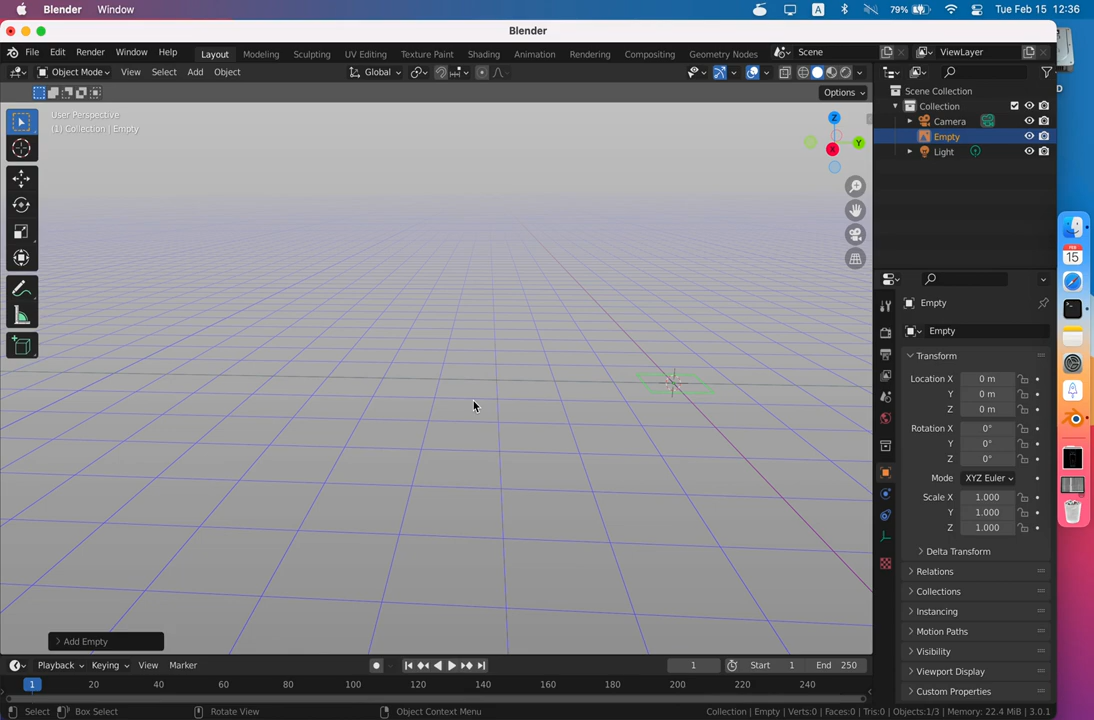 Blender Window A 79% Tue Feb 15 12:36
Blender
File Edit Render Window Help Layout Modeling Sculpting UV Editing Texture Paint Shading Animation Rendering Compositing Geometry Nodes Scene ViewLayer
Object Mode View Select Add Object Global
Options
User Perspective
(1) Collection | Empty
Z
Y
X
Scene Collection
Collection
Camera
Empty
Light
Empty
Empty
Transform
Location X 0 m
Y 0 m
Z 0 m
Rotation X 0°
Y 0°
Z 0°
Mode XYZ Euler
Scale X 1.000
Y 1.000
Z 1.000
Delta Transform
Relations
Collections
Instancing
Motion Paths
Visibility
Viewport Display
Custom Properties
FEB
15
D
Add Empty
Playback Keying View Marker 1 Start 1 End 250
1 20 40 60 80 100 120 140 160 180 200 220 240
Select Box Select Rotate View Object Context Menu Collection | Empty | Verts:0 | Faces:0 | Tris:0 | Objects:1/3 | Memory: 22.4 MiB | 3.0.1